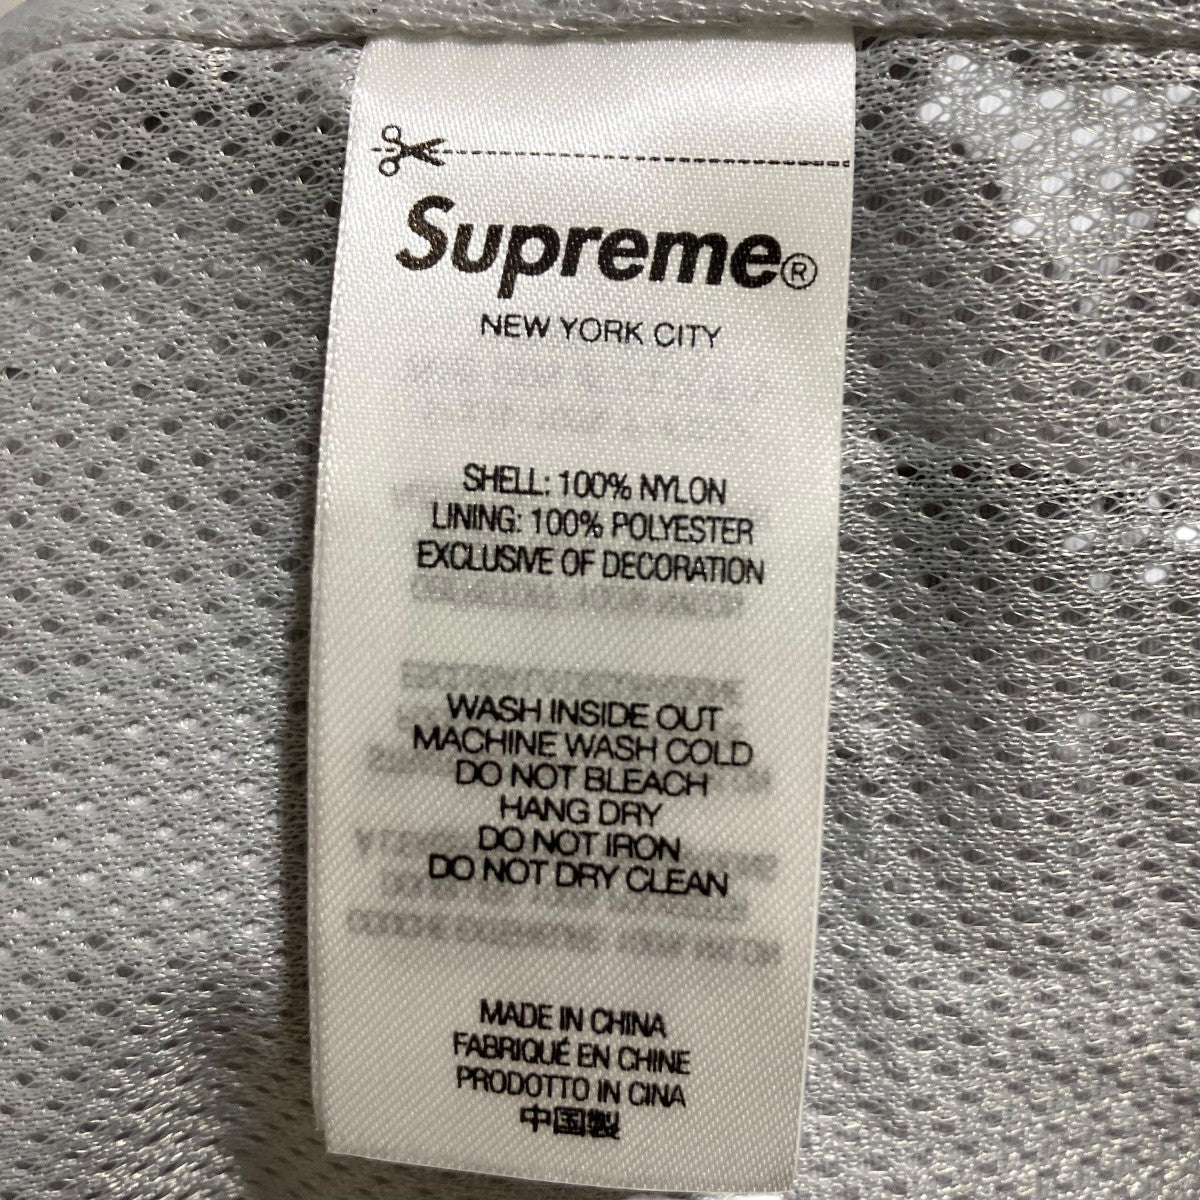 Supreme®
NEW YORK CITY
SHELL: 100% NYLON
LINING: 100% POLYESTER
EXCLUSIVE OF DECORATION
WASH INSIDE OUT
MACHINE WASH COLD
DO NOT BLEACH
HANG DRY
DO NOT IRON
DO NOT DRY CLEAN
MADE IN CHINA
FABRIQUÉ EN CHINE
PRODOTTO IN CINA
中国製